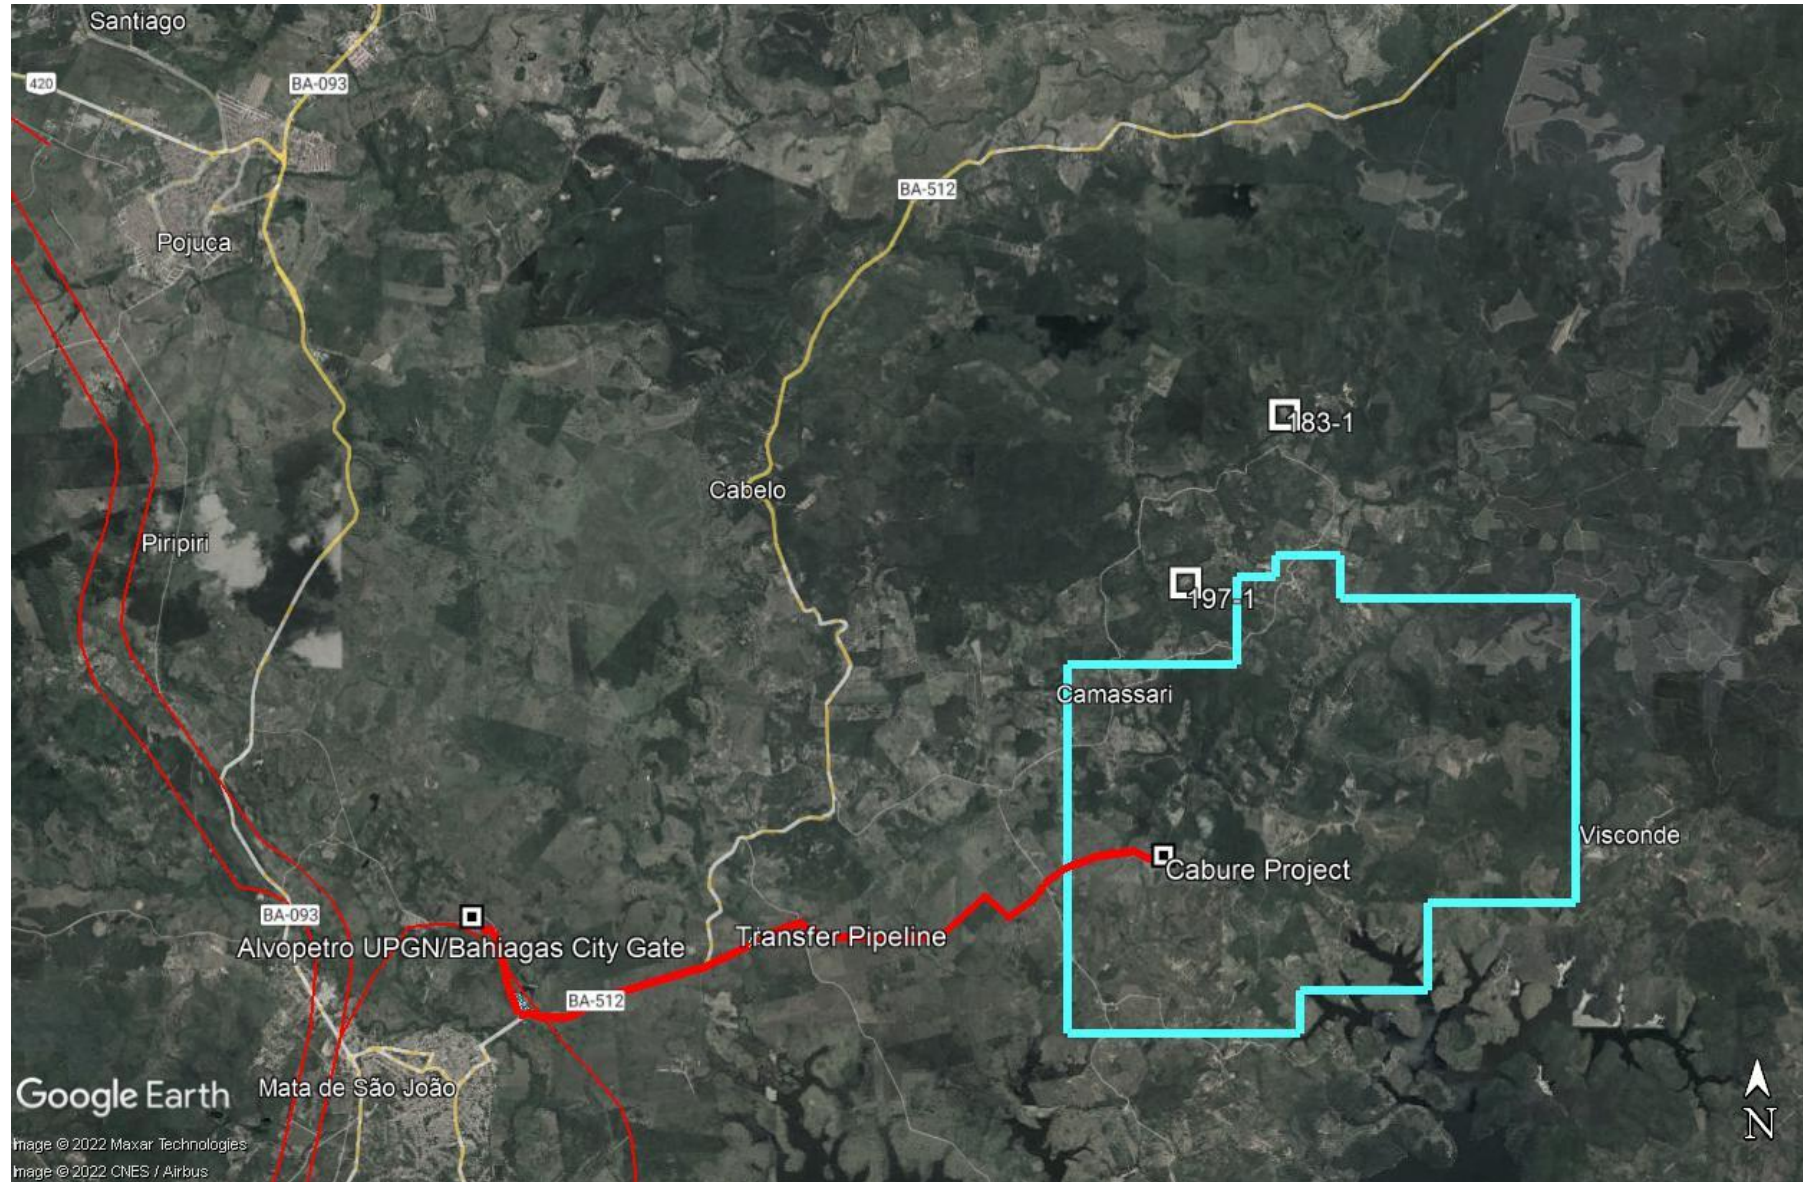 Santiago
420
BA-093
BA-512
Pojuca
183-1
Cabelo
Piripiri
197-1
Camassari
Visconde
Cabure Project
BA-093
Transfer Pipeline
Alvopetro UPGN/Bahiagas City Gate
BA-512
Mata de São João
Google Earth
N
Image © 2022 Maxar Technologies
Image © 2022 CNES / Airbus